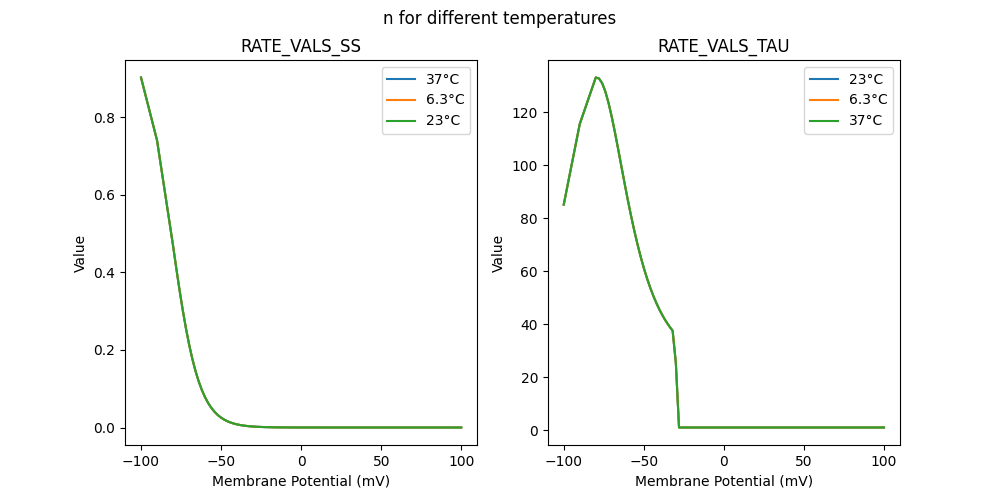 n for different temperatures
RATE_VALS_SS
37°C
6.3°C
23°C
Value
0.8
0.6
0.4
0.2
0.0
−100
−50
0
50
100
Membrane Potential (mV)
RATE_VALS_TAU
23°C
6.3°C
37°C
Value
120
100
80
60
40
20
0
−100
−50
0
50
100
Membrane Potential (mV)